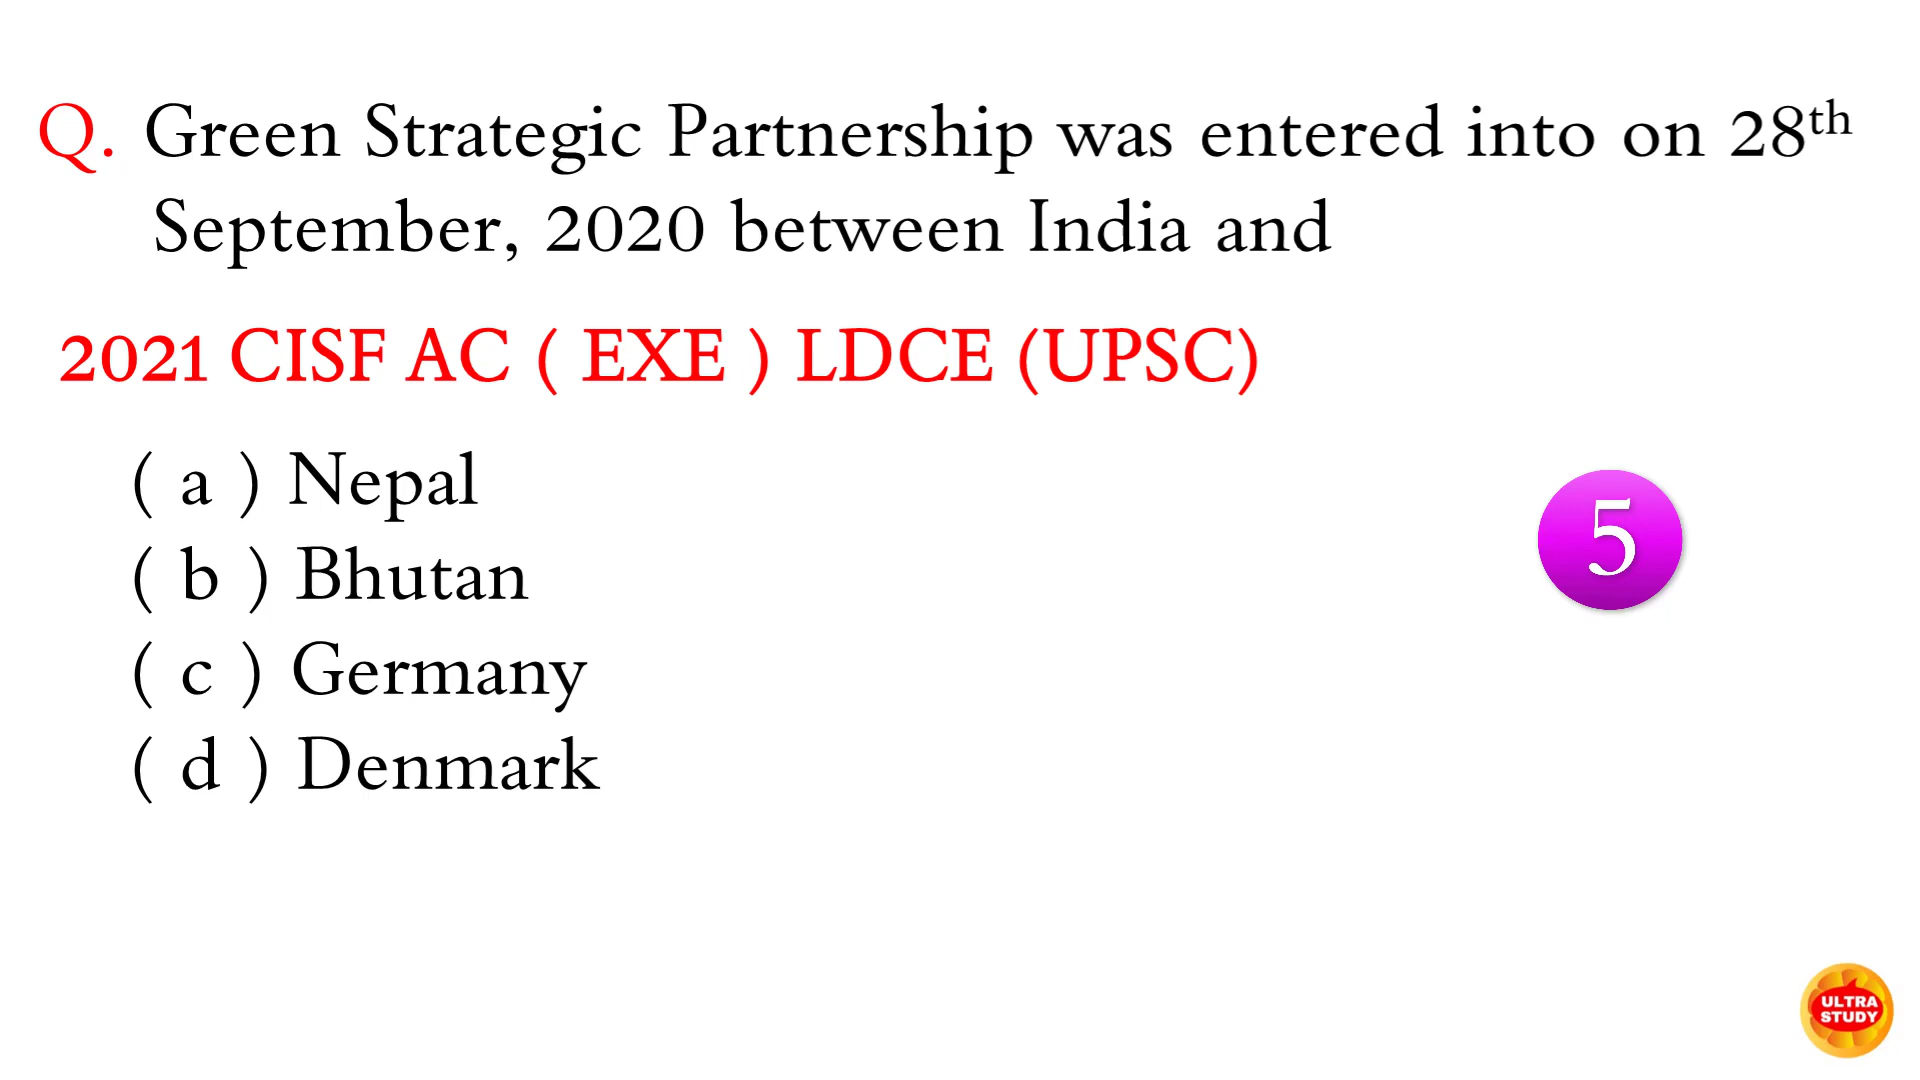 Q. Green Strategic Partnership was entered into on 28th
September, 2020 between India and
2021 CISF AC ( EXE ) LDCE (UPSC)
( a ) Nepal
( b ) Bhutan
( c ) Germany
( d ) Denmark
5
ULTRA
STUDY